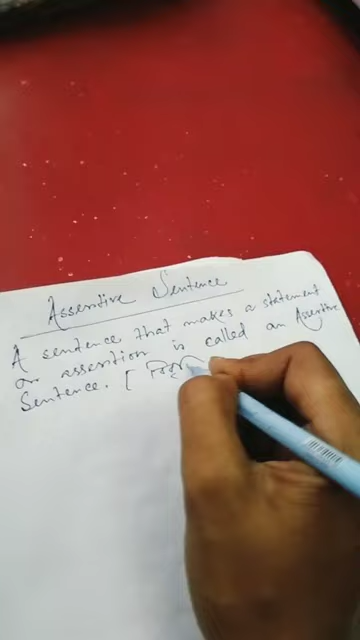 Assertive Sentence
A sentence that makes a statement
or assertion is called an Assertive
Sentence. [